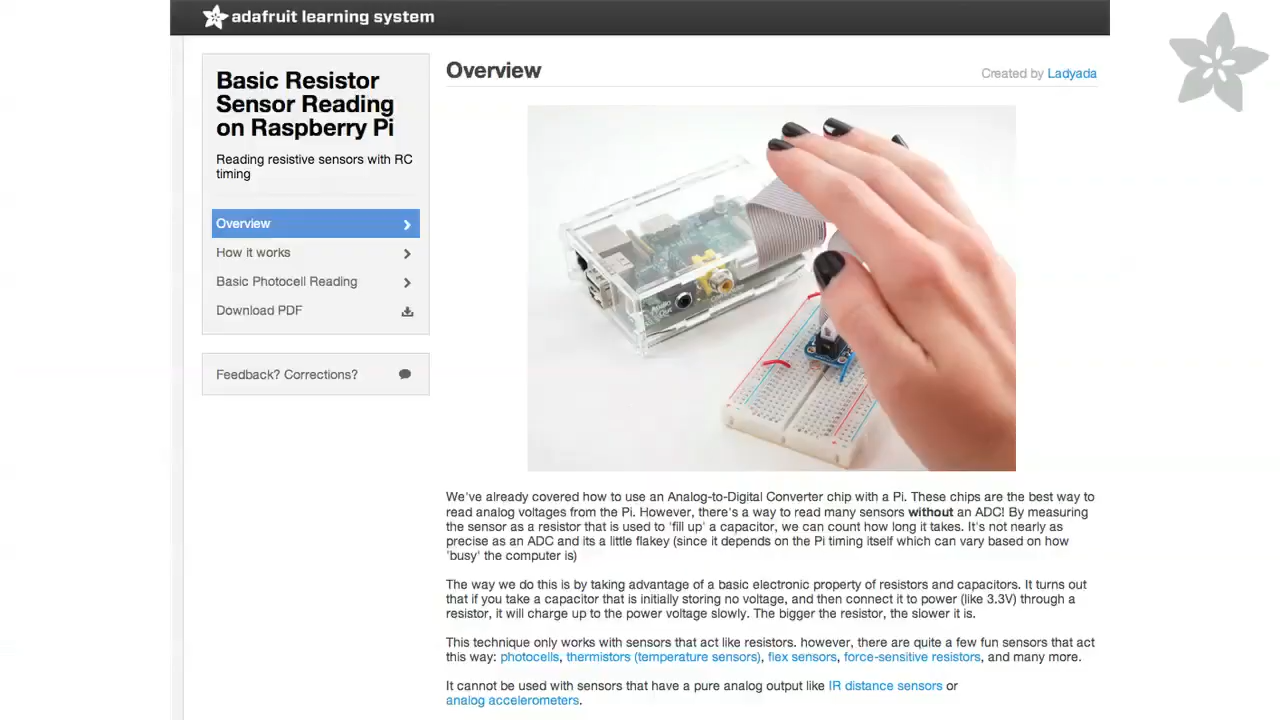 adafruit learning system
Basic Resistor
Sensor Reading
on Raspberry Pi
Reading resistive sensors with RC
timing
Overview
How it works
Basic Photocell Reading
Download PDF
Feedback? Corrections?
Overview
Created by Ladyada
We've already covered how to use an Analog-to-Digital Converter chip with a Pi. These chips are the best way to
read analog voltages from the Pi. However, there's a way to read many sensors without an ADC! By measuring
the sensor as a resistor that is used to 'fill up' a capacitor, we can count how long it takes. It's not nearly as
precise as an ADC and its a little flakey (since it depends on the Pi timing itself which can vary based on how
'busy' the computer is)
The way we do this is by taking advantage of a basic electronic property of resistors and capacitors. It turns out
that if you take a capacitor that is initially storing no voltage, and then connect it to power (like 3.3V) through a
resistor, it will charge up to the power voltage slowly. The bigger the resistor, the slower it is.
This technique only works with sensors that act like resistors. however, there are quite a few fun sensors that act
this way: photocells, thermistors (temperature sensors), flex sensors, force-sensitive resistors, and many more.
It cannot be used with sensors that have a pure analog output like IR distance sensors or
analog accelerometers.